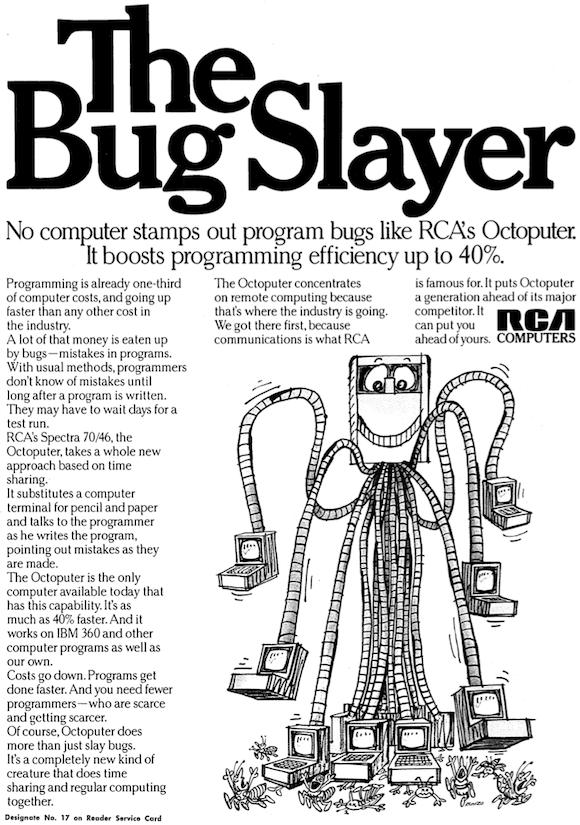 The
Bug Slayer
No computer stamps out program bugs like RCA's Octoputer.
It boosts programming efficiency up to 40%.
Programming is already one-third
of computer costs, and going up
faster than any other cost in
the industry.
A lot of that money is eaten up
by bugs—mistakes in programs.
With usual methods, programmers
don't know of mistakes until
long after a program is written.
They may have to wait days for a
test run.
RCA's Spectra 70/46, the
Octoputer, takes a whole new
approach based on time
sharing.
It substitutes a computer
terminal for pencil and paper
and talks to the programmer
as he writes the program,
pointing out mistakes as they
are made.
The Octoputer is the only
computer available today that
has this capability. It's as
much as 40% faster. And it
works on IBM 360 and other
computer programs as well as
our own.
Costs go down. Programs get
done faster. And you need fewer
programmers—who are scarce
and getting scarcer.
Of course, Octoputer does
more than just slay bugs.
It's a completely new kind of
creature that does time
sharing and regular computing
together.
The Octoputer concentrates
on remote computing because
that's where the industry is going.
We got there first, because
communications is what RCA
is famous for. It puts Octoputer
a generation ahead of its major
competitor. It
can put you
ahead of yours.
RCA
COMPUTERS
Designate No. 17 on Reader Service Card